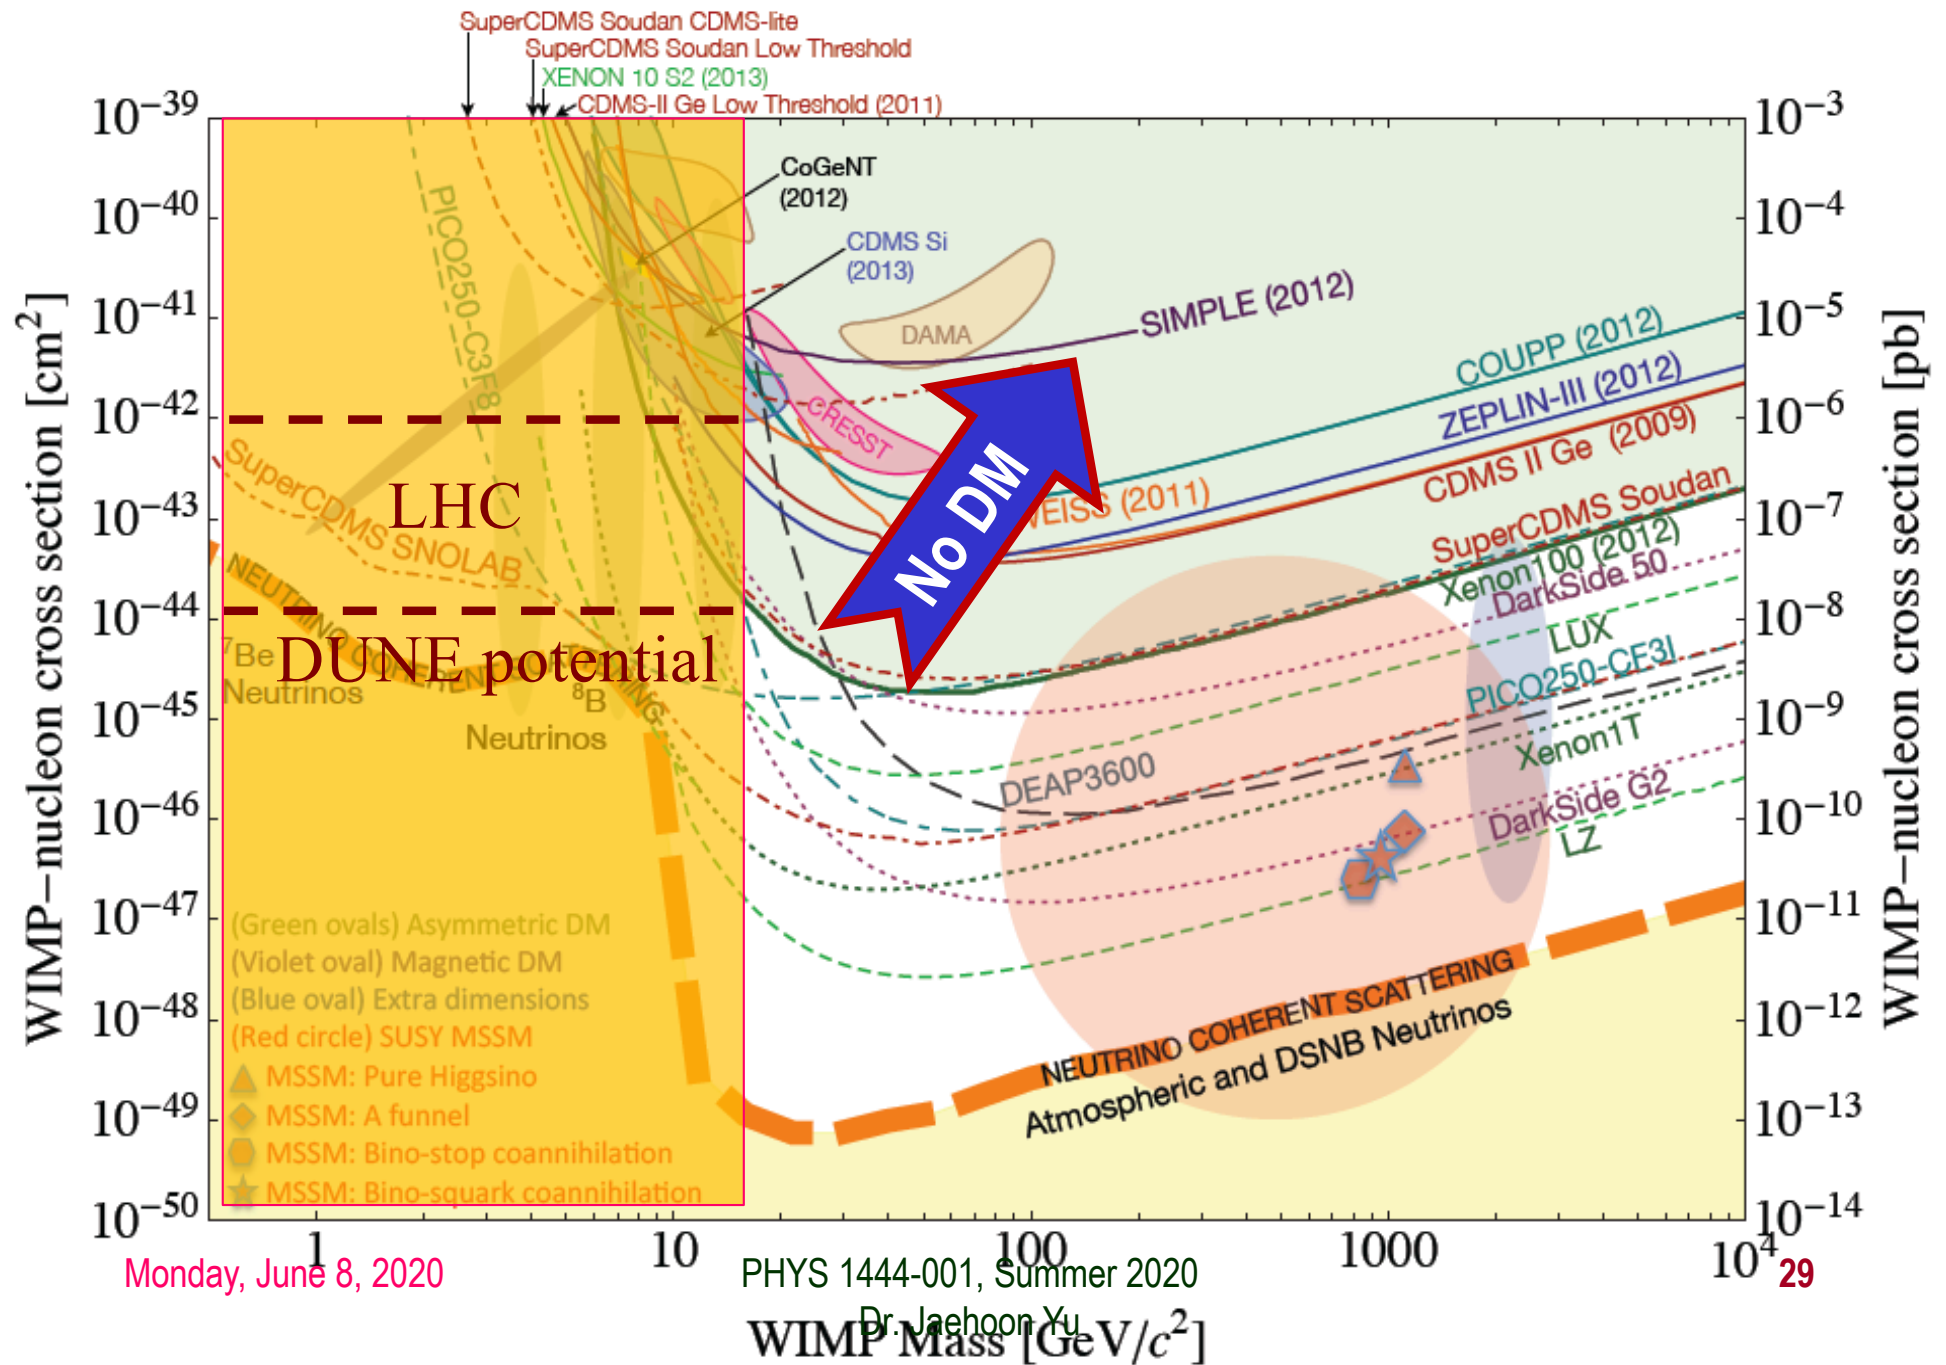 SuperCDMS Soudan CDMS-lite
SuperCDMS Soudan Low Threshold
XENON 10 S2 (2013)
CDMS-II Ge Low Threshold (2011)
10−39
10−40
10−41
10−42
10−43
10−44
10−45
10−46
10−47
10−48
10−49
10−50
WIMP−nucleon cross section [cm2]
10−3
10−4
10−5
10−6
10−7
10−8
10−9
10−10
10−11
10−12
10−13
10−14
WIMP−nucleon cross section [pb]
CoGeNT
(2012)
CDMS Si
(2013)
PICO250-C3F8
DAMA
SIMPLE (2012)
COUPP (2012)
ZEPLIN-III (2012)
CDMS II Ge (2009)
CRESST
No DM
EISS (2011)
SuperCDMS Soudan
Xenon100 (2012)
DarkSide 50
LUX
PICO250-CF3I
Xenon1T
DEAP3600
DarkSide G2
LZ
SuperCDMS SNOLAB
LHC
NEUTRINO COHERENT SCATTERING
DUNE potential
7Be
Neutrinos
8B
Neutrinos
NEUTRINO COHERENT SCATTERING
Atmospheric and DSNB Neutrinos
(Green ovals) Asymmetric DM
(Violet oval) Magnetic DM
(Blue oval) Extra dimensions
(Red circle) SUSY MSSM
MSSM: Pure Higgsino
MSSM: A funnel
MSSM: Bino-stop coannihilation
MSSM: Bino-squark coannihilation
1 10 100 1000 104
Monday, June 8, 2020
PHYS 1444-001, Summer 2020
Dr. Jaehoon Yu
29
WIMP Mass [GeV/c2]